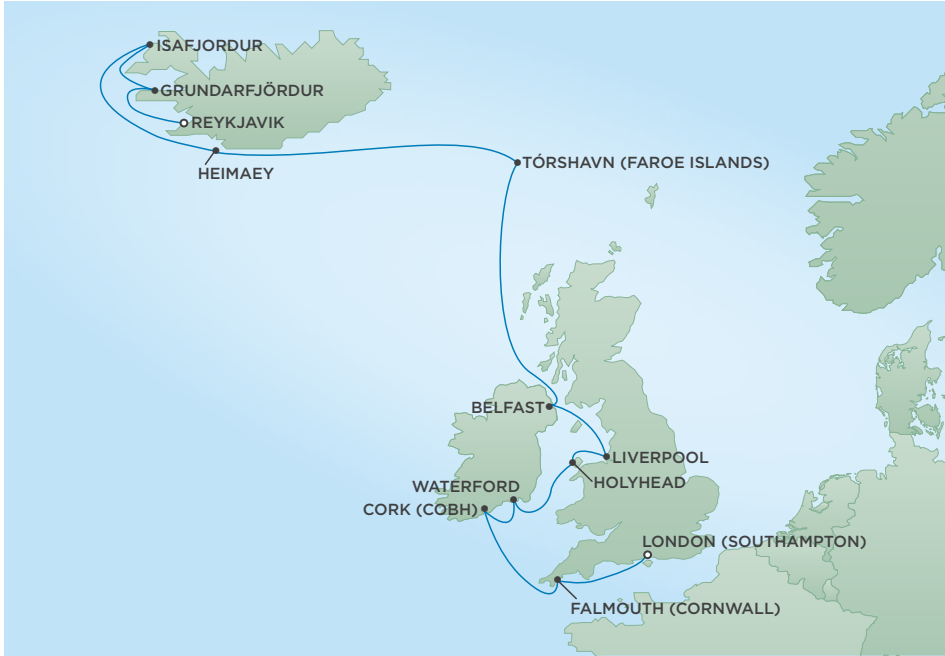 ISAFJORDUR
GRUNDARFJÖRDUR
REYKJAVIK
HEIMAEY
TÓRSHAVN (FAROE ISLANDS)
BELFAST
LIVERPOOL
HOLYHEAD
WATERFORD
CORK (COBH)
LONDON (SOUTHAMPTON)
FALMOUTH (CORNWALL)